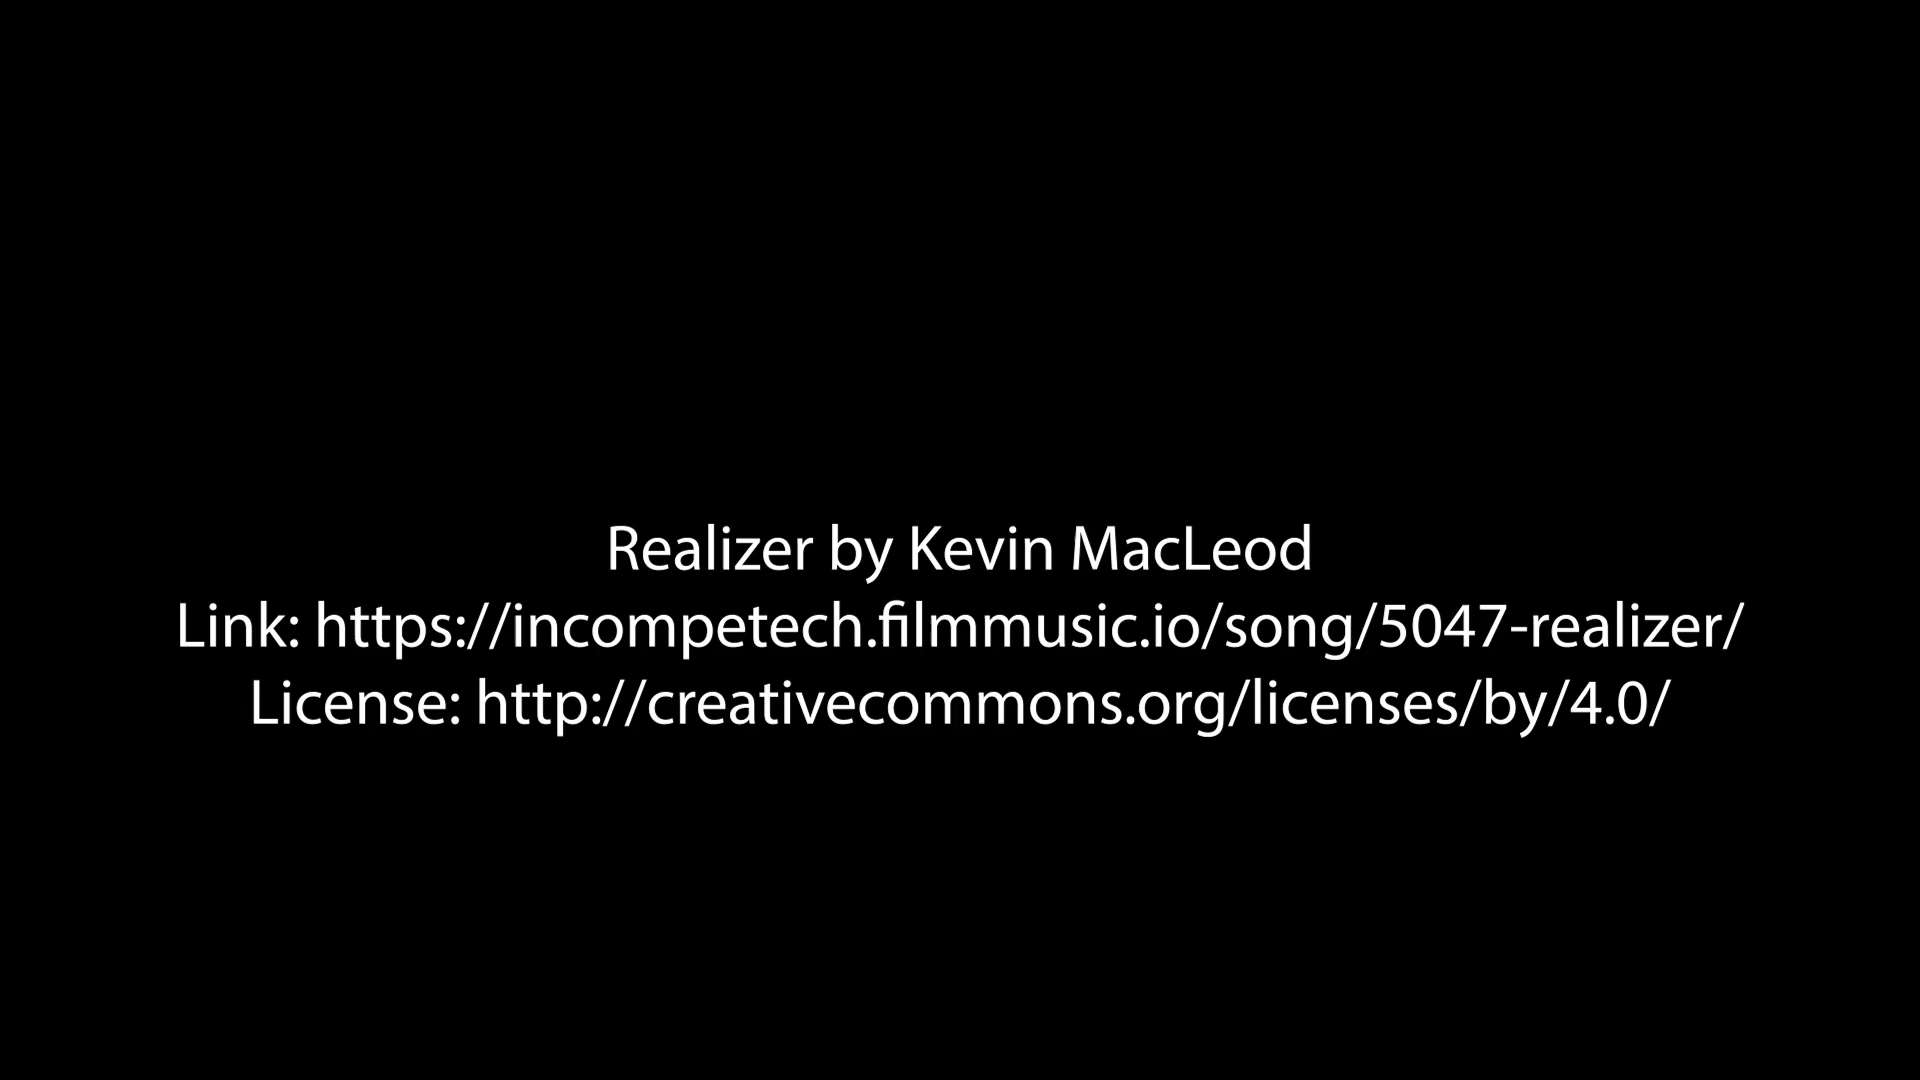 Realizer by Kevin MacLeod
Link: https://incompetech.filmmusic.io/song/5047-realizer/
License: http://creativecommons.org/licenses/by/4.0/